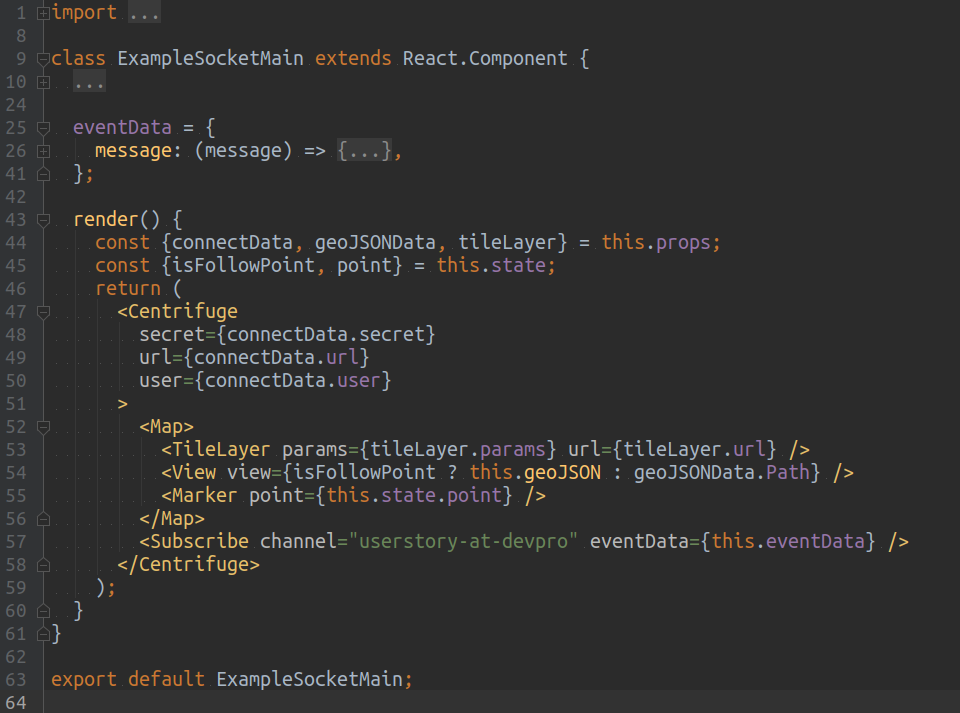 1 import ...
8
9 class ExampleSocketMain extends React.Component {
10 ...
24
25 eventData = {
26 message: (message) => {...},
41 };
42
43 render() {
44 const {connectData, geoJSONData, tileLayer} = this.props;
45 const {isFollowPoint, point} = this.state;
46 return (
47 <Centrifuge
48 secret={connectData.secret}
49 url={connectData.url}
50 user={connectData.user}
51 >
52 <Map>
53 <TileLayer params={tileLayer.params} url={tileLayer.url} />
54 <View view={isFollowPoint ? this.geoJSON : geoJSONData.Path} />
55 <Marker point={this.state.point} />
56 </Map>
57 <Subscribe channel="userstory-at-devpro" eventData={this.eventData} />
58 </Centrifuge>
59 );
60 }
61 }
62
63 export default ExampleSocketMain;
64